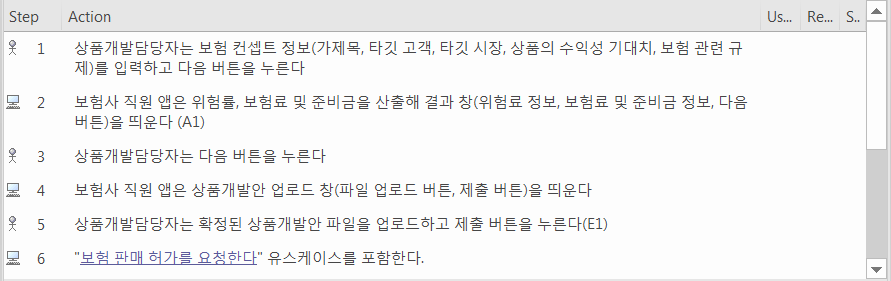 Step Action Us... Re... S..
1 상품개발담당자는 보험 컨셉트 정보(가제목, 타깃 고객, 타깃 시장, 상품의 수익성 기대치, 보험 관련 규
제)를 입력하고 다음 버튼을 누른다
2 보험사 직원 앱은 위험률, 보험료 및 준비금을 산출해 결과 창(위험료 정보, 보험료 및 준비금 정보, 다음
버튼)을 띄운다 (A1)
3 상품개발담당자는 다음 버튼을 누른다
4 보험사 직원 앱은 상품개발안 업로드 창(파일 업로드 버튼, 제출 버튼)을 띄운다
5 상품개발담당자는 확정된 상품개발안 파일을 업로드하고 제출 버튼을 누른다(E1)
6 "보험 판매 허가를 요청한다" 유스케이스를 포함한다.